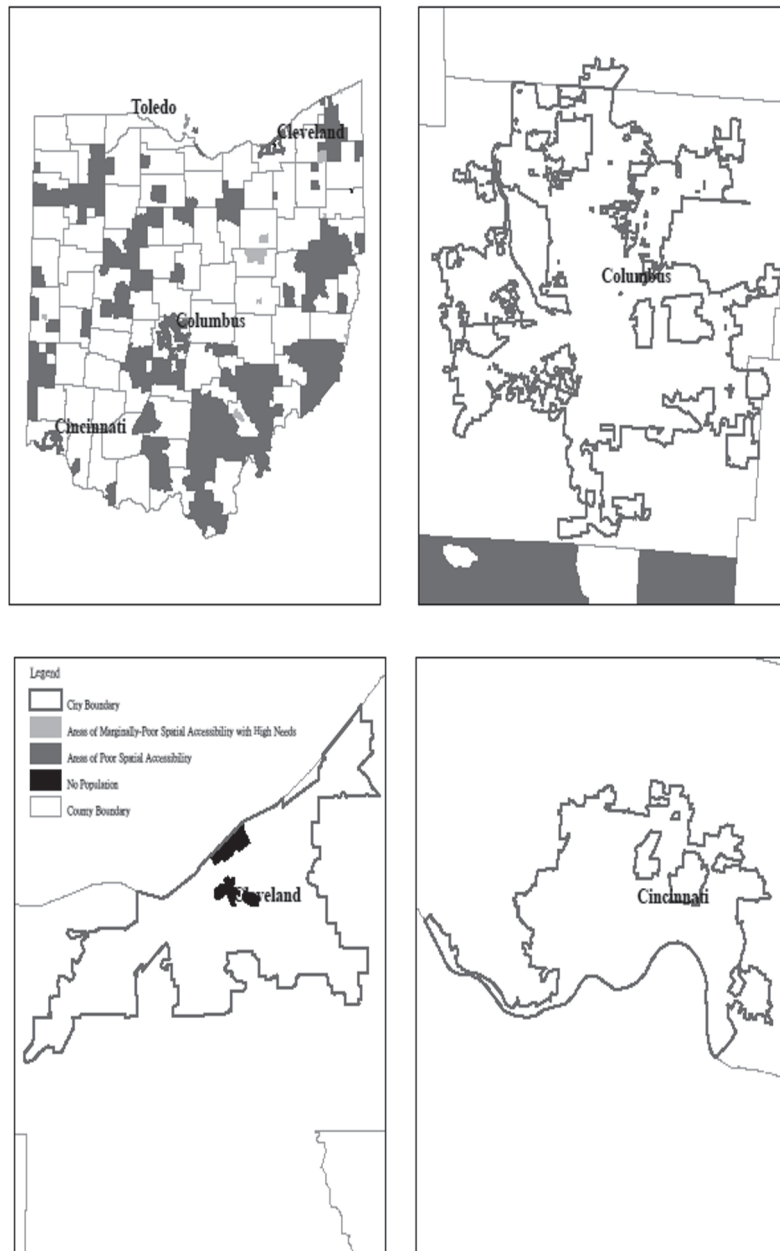 Toledo
Cleveland
Columbus
Cincinnati
Columbus
Legend
City Boundary
Areas of Marginally-Poor Spatial Accessibility with High Needs
Areas of Poor Spatial Accessibility
No Population
County Boundary
Cleveland
Cincinnati